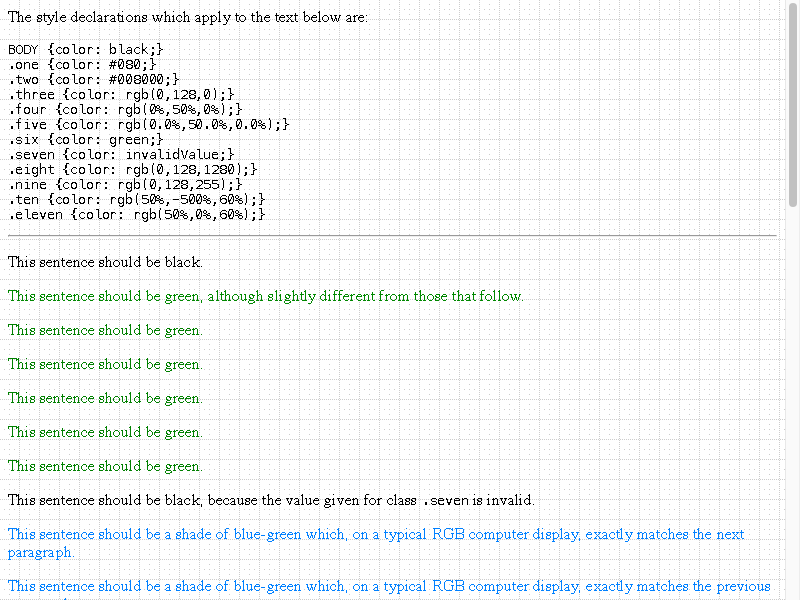 The style declarations which apply to the text below are:
BODY {color: black;}
.one {color: #080;}
.two {color: #008000;}
.three {color: rgb(0,128,0);}
.four {color: rgb(0%,50%,0%);}
.five {color: rgb(0.0%,50.0%,0.0%);}
.six {color: green;}
.seven {color: invalidValue;}
.eight {color: rgb(0,128,1280);}
.nine {color: rgb(0,128,255);}
.ten {color: rgb(50%,-500%,60%);}
.eleven {color: rgb(50%,0%,60%);}
This sentence should be black.
This sentence should be green, although slightly different from those that follow.
This sentence should be green.
This sentence should be green.
This sentence should be green.
This sentence should be green.
This sentence should be green.
This sentence should be black, because the value given for class .seven is invalid.
This sentence should be a shade of blue-green which, on a typical RGB computer display, exactly matches the next
paragraph.
This sentence should be a shade of blue-green which, on a typical RGB computer display, exactly matches the previous